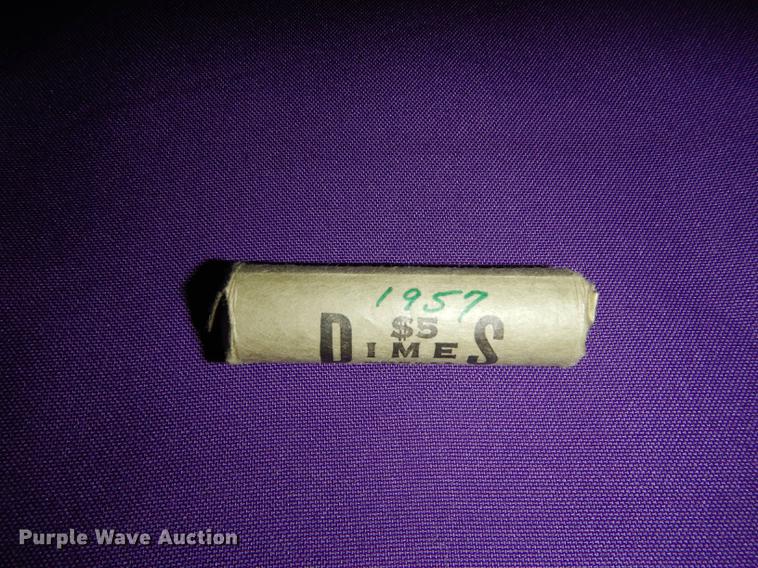 1957
$5
DIMES
Purple Wave Auction